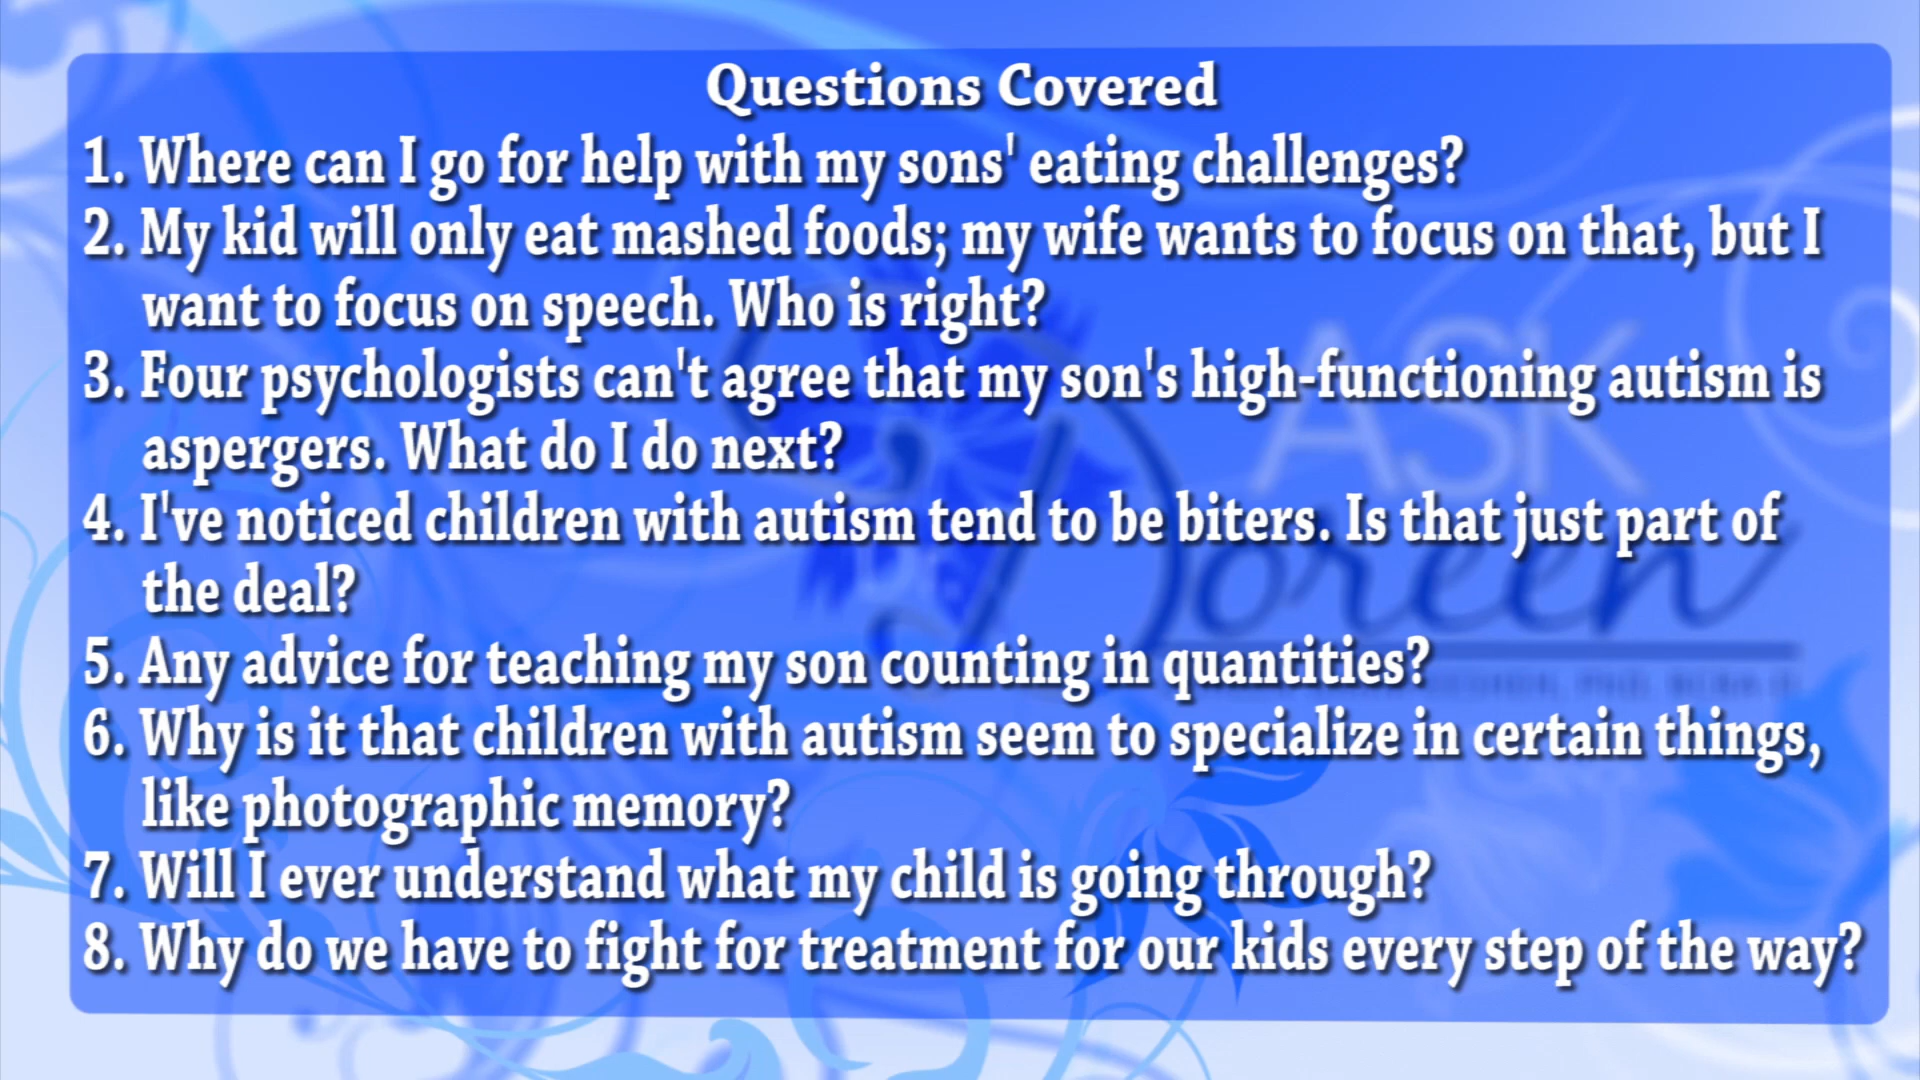 Questions Covered
1. Where can I go for help with my sons' eating challenges?
2. My kid will only eat mashed foods; my wife wants to focus on that, but I
want to focus on speech. Who is right?
3. Four psychologists can't agree that my son's high-functioning autism is
aspergers. What do I do next?
4. I've noticed children with autism tend to be biters. Is that just part of
the deal?
5. Any advice for teaching my son counting in quantities?
6. Why is it that children with autism seem to specialize in certain things,
like photographic memory?
7. Will I ever understand what my child is going through?
8. Why do we have to fight for treatment for our kids every step of the way?
ASK
Dr.
Doreen